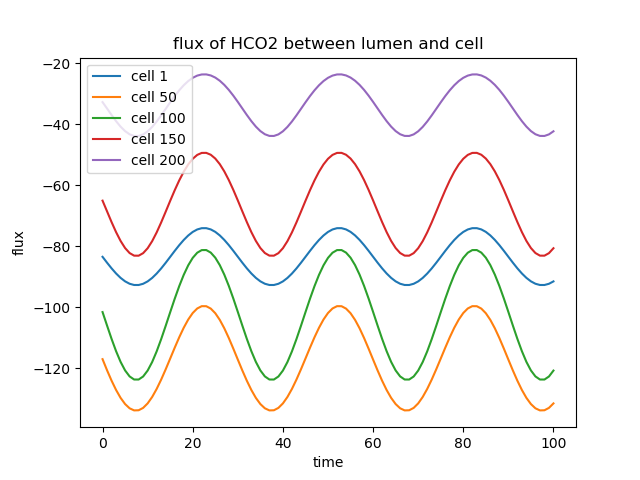 flux of HCO2 between lumen and cell
cell 1
cell 50
cell 100
cell 150
cell 200
−20
−40
−60
−80
−100
−120
flux
0 20 40 60 80 100
time